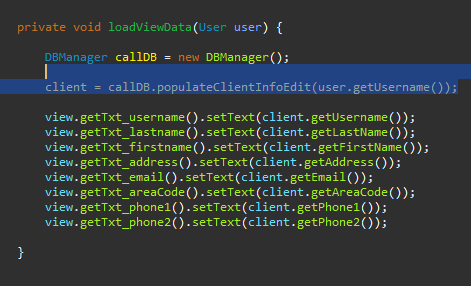 private void loadViewData(User user) {
DBManager callDB = new DBManager();
client = callDB.populateClientInfoEdit(user.getUsername());
view.getTxt_username().setText(client.getUsername());
view.getTxt_lastname().setText(client.getLastName());
view.getTxt_firstname().setText(client.getFirstName());
view.getTxt_address().setText(client.getAddress());
view.getTxt_email().setText(client.getEmail());
view.getTxt_areaCode().setText(client.getAreaCode());
view.getTxt_phone1().setText(client.getPhone1());
view.getTxt_phone2().setText(client.getPhone2());
}